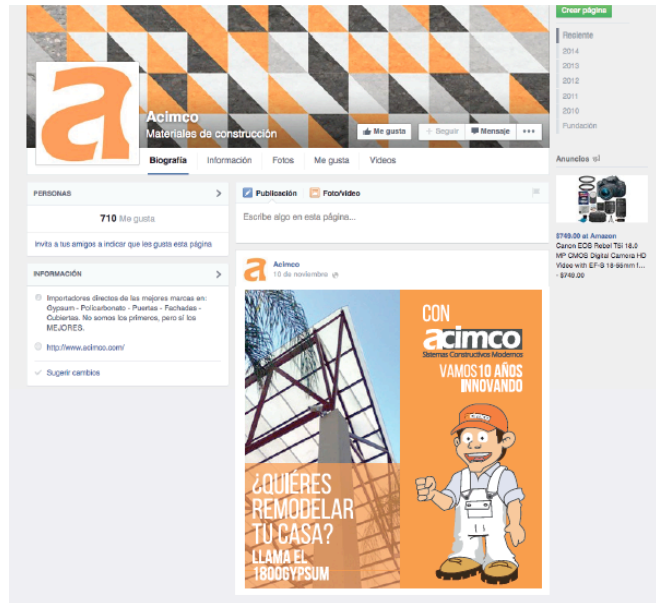 Crear página
Reciente
2014
2013
2012
2011
2010
Fundación
a
Acimco
Materiales de construcción
Me gusta
Seguir
Mensaje
Biografía
Información
Fotos
Me gusta
Videos
PERSONAS
710 Me gusta
Invita a tus amigos a indicar que les gusta esta página
INFORMACIÓN
Importadores directos de las mejores marcas en:
Gypsum - Policarbonato - Puertas - Fachadas -
Cubiertas. No somos los primeros, pero sí los
MEJORES.
http://www.acimco.com/
Sugerir cambios
Publicación
Foto/video
Escribe algo en esta página...
a
Acimco
10 de noviembre
CON
acimco
Sistemas Constructivos Modernos
VAMOS 10 AÑOS
INNOVANDO
acimco
¿QUIÉRES
REMODELAR
TU CASA?
LLAMA EL
1800GYPSUM
Anuncios
$749.00 at Amazon
Canon EOS Rebel T5i 18.0
MP CMOS Digital Camera HD
Video with EF-S 18-55mm I...
- $749.00